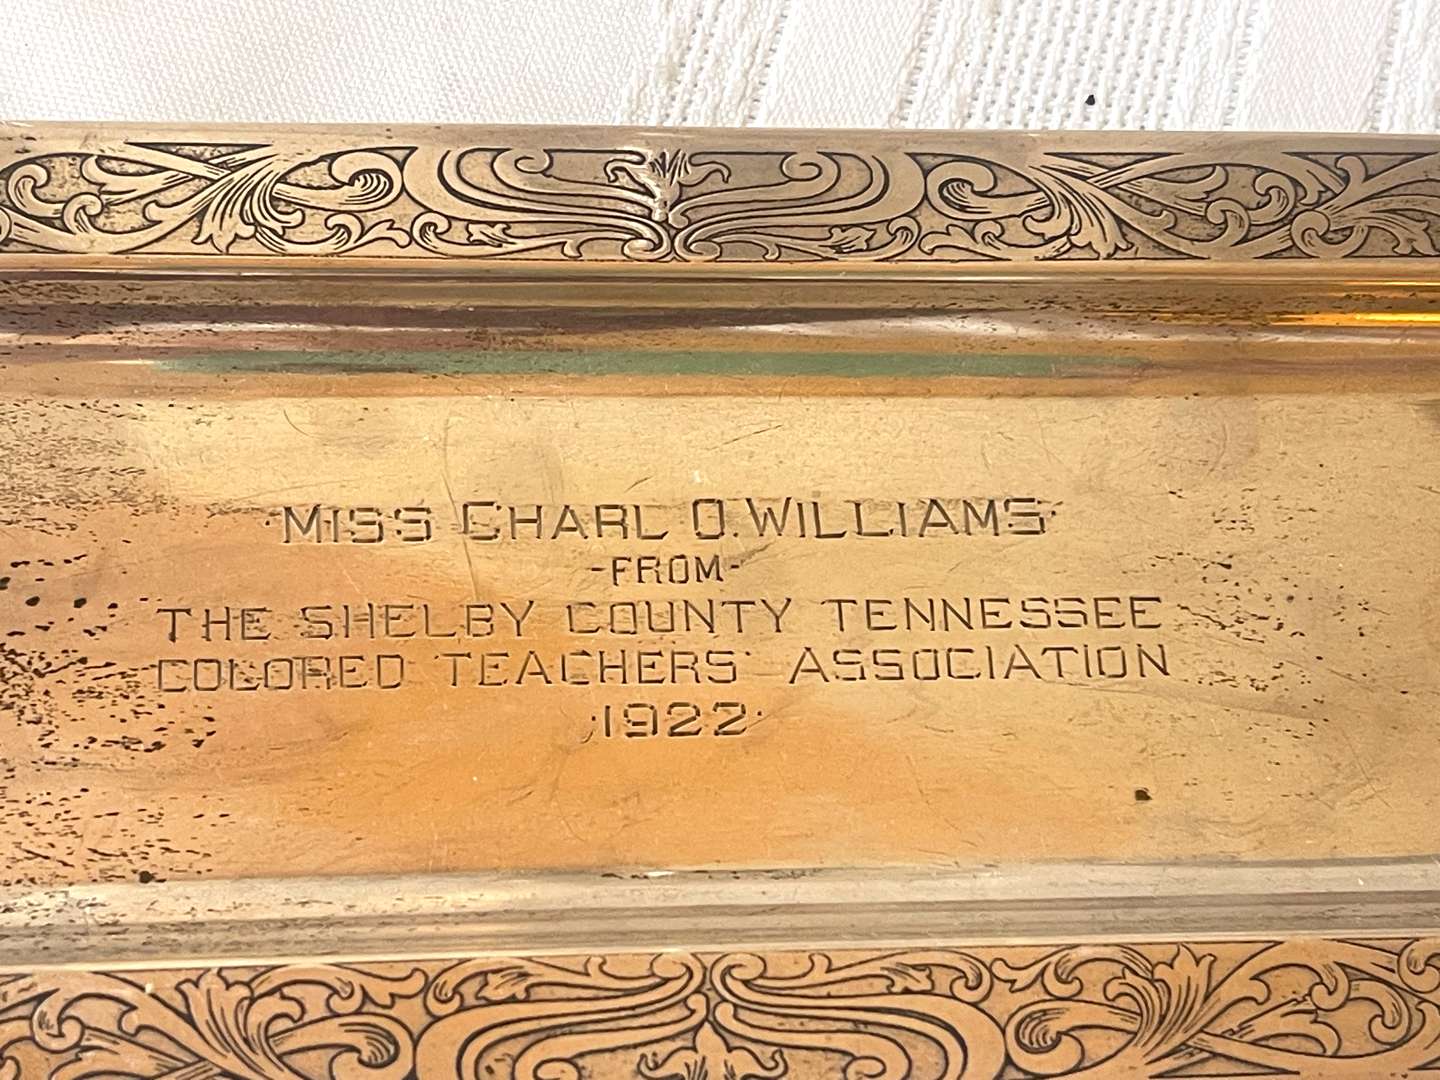 ·MISS CHARL O. WILLIAMS·
-FROM-
THE SHELBY COUNTY TENNESSEE
COLORED TEACHERS' ASSOCIATION
·1922·